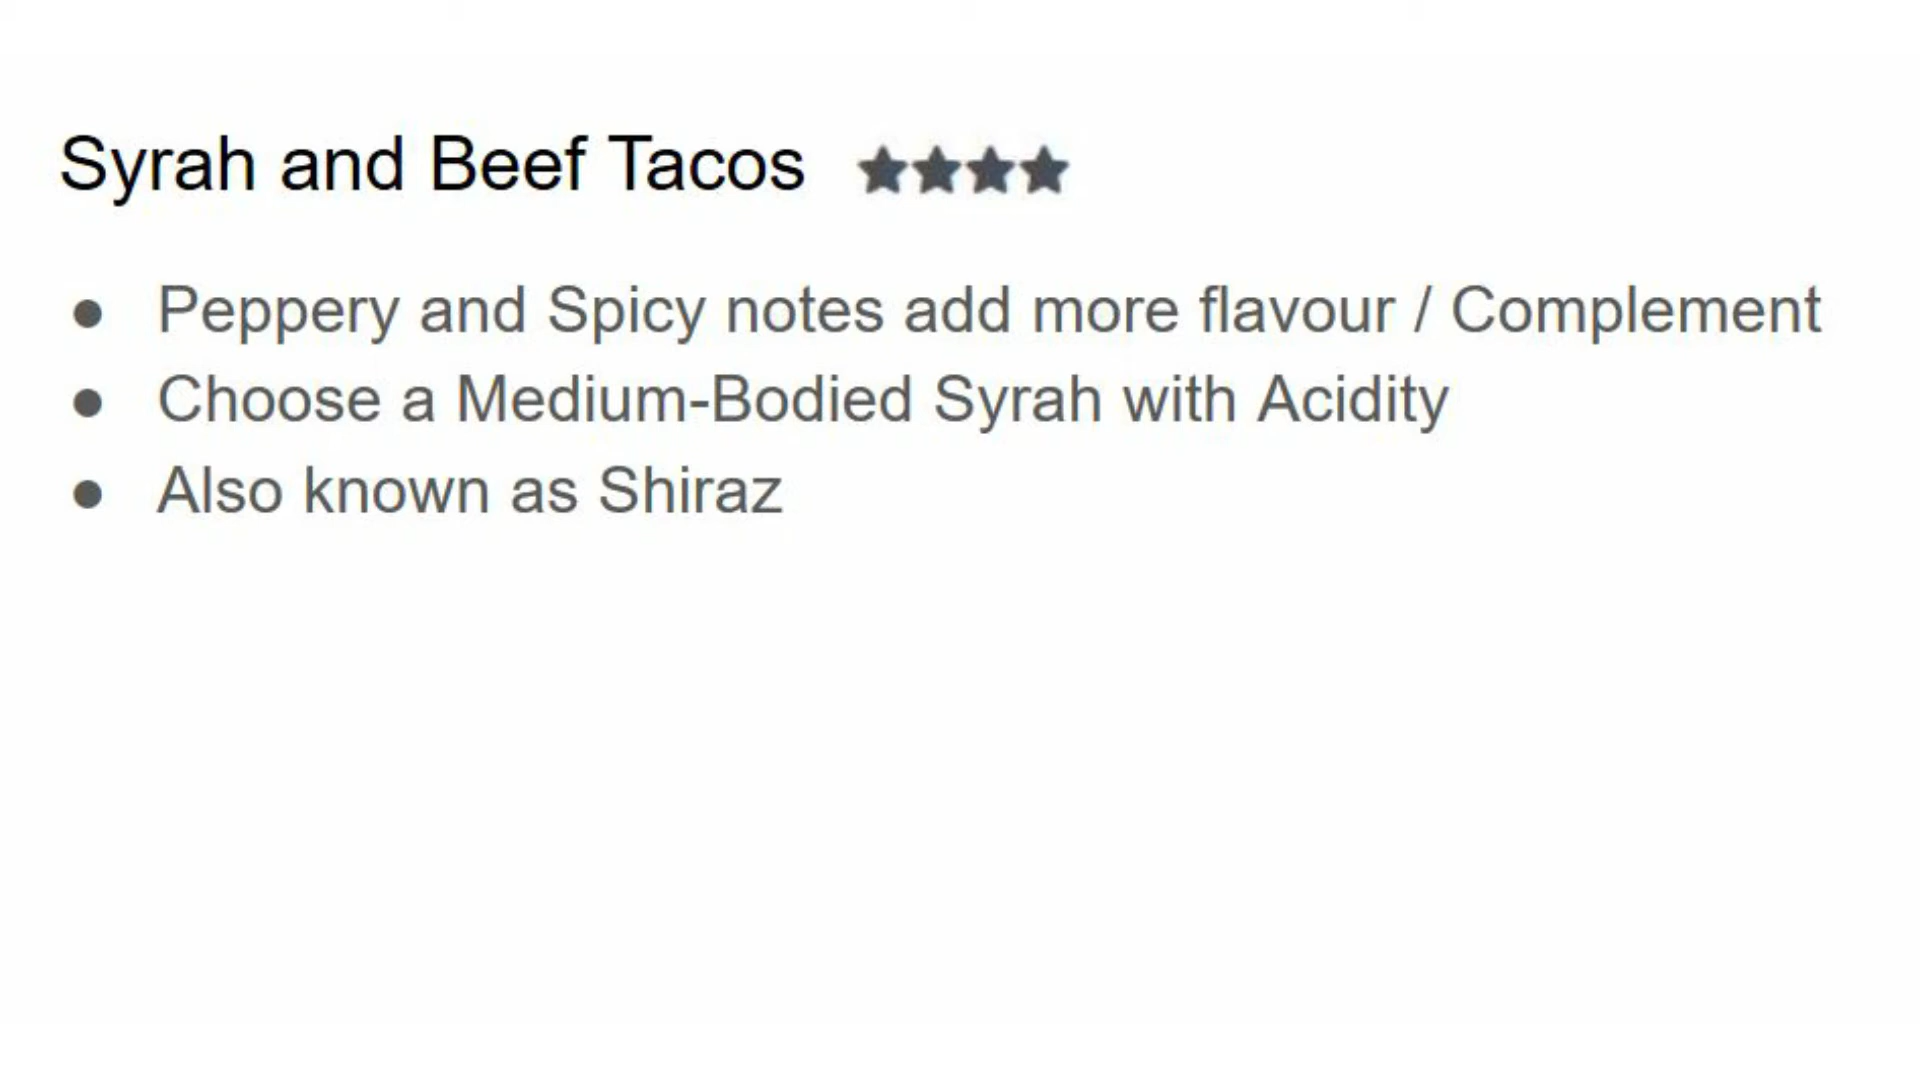 Syrah and Beef Tacos ★★★★
● Peppery and Spicy notes add more flavour / Complement
● Choose a Medium-Bodied Syrah with Acidity
● Also known as Shiraz